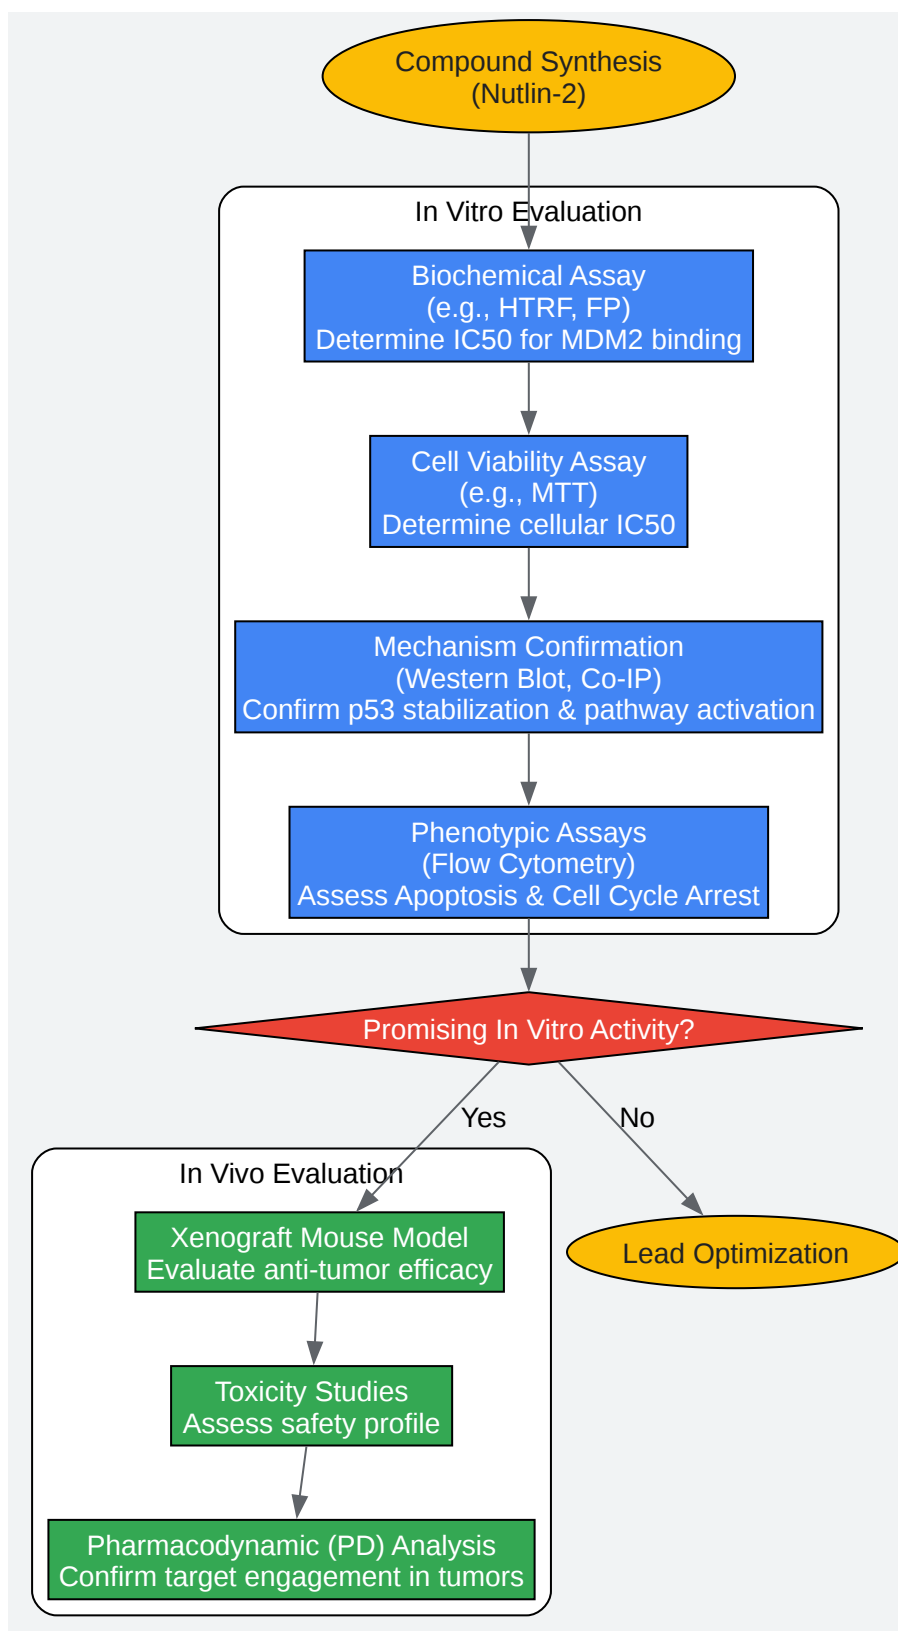 Compound Synthesis
(Nutlin-2)
In Vitro Evaluation
Biochemical Assay
(e.g., HTRF, FP)
Determine IC50 for MDM2 binding
Cell Viability Assay
(e.g., MTT)
Determine cellular IC50
Mechanism Confirmation
(Western Blot, Co-IP)
Confirm p53 stabilization & pathway activation
Phenotypic Assays
(Flow Cytometry)
Assess Apoptosis & Cell Cycle Arrest
Promising In Vitro Activity?
Yes
No
In Vivo Evaluation
Xenograft Mouse Model
Evaluate anti-tumor efficacy
Lead Optimization
Toxicity Studies
Assess safety profile
Pharmacodynamic (PD) Analysis
Confirm target engagement in tumors